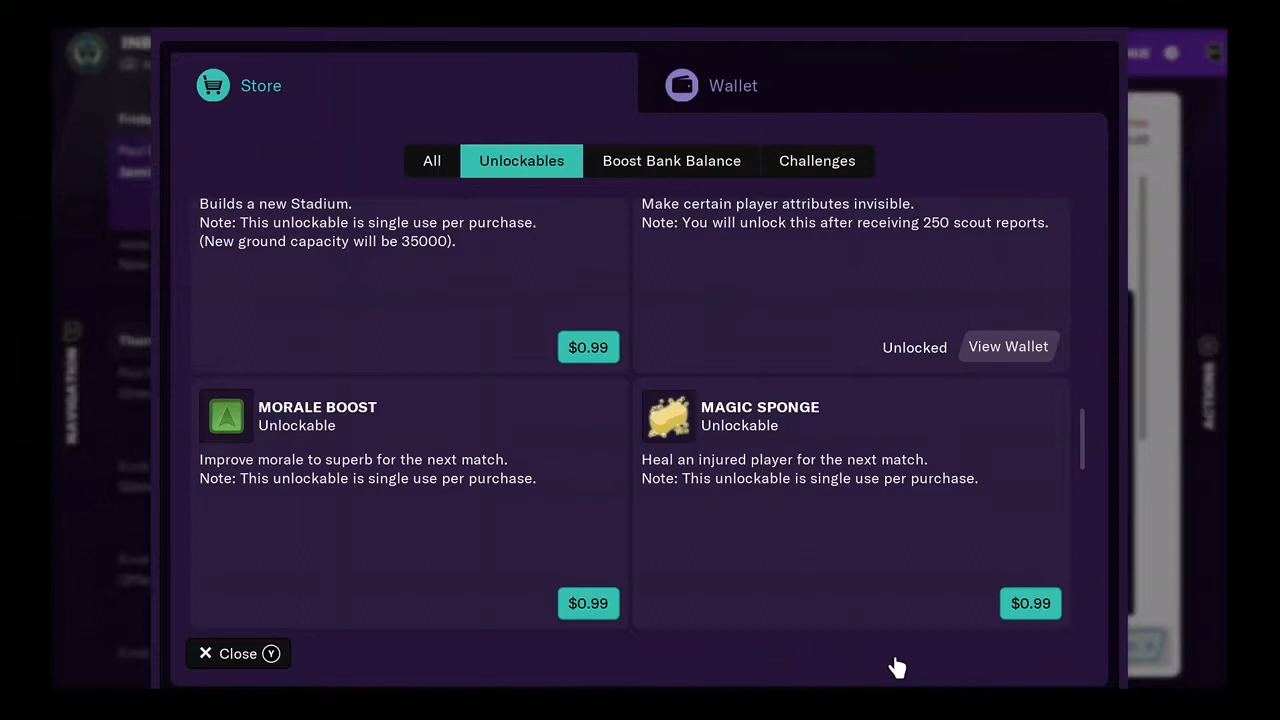 Store
Wallet
All
Unlockables
Boost Bank Balance
Challenges
Builds a new Stadium.
Note: This unlockable is single use per purchase.
(New ground capacity will be 35000).
$0.99
Make certain player attributes invisible.
Note: You will unlock this after receiving 250 scout reports.
Unlocked
View Wallet
MORALE BOOST
Unlockable
Improve morale to superb for the next match.
Note: This unlockable is single use per purchase.
$0.99
MAGIC SPONGE
Unlockable
Heal an injured player for the next match.
Note: This unlockable is single use per purchase.
$0.99
Close Y
NAVIGATION
ACTIONS